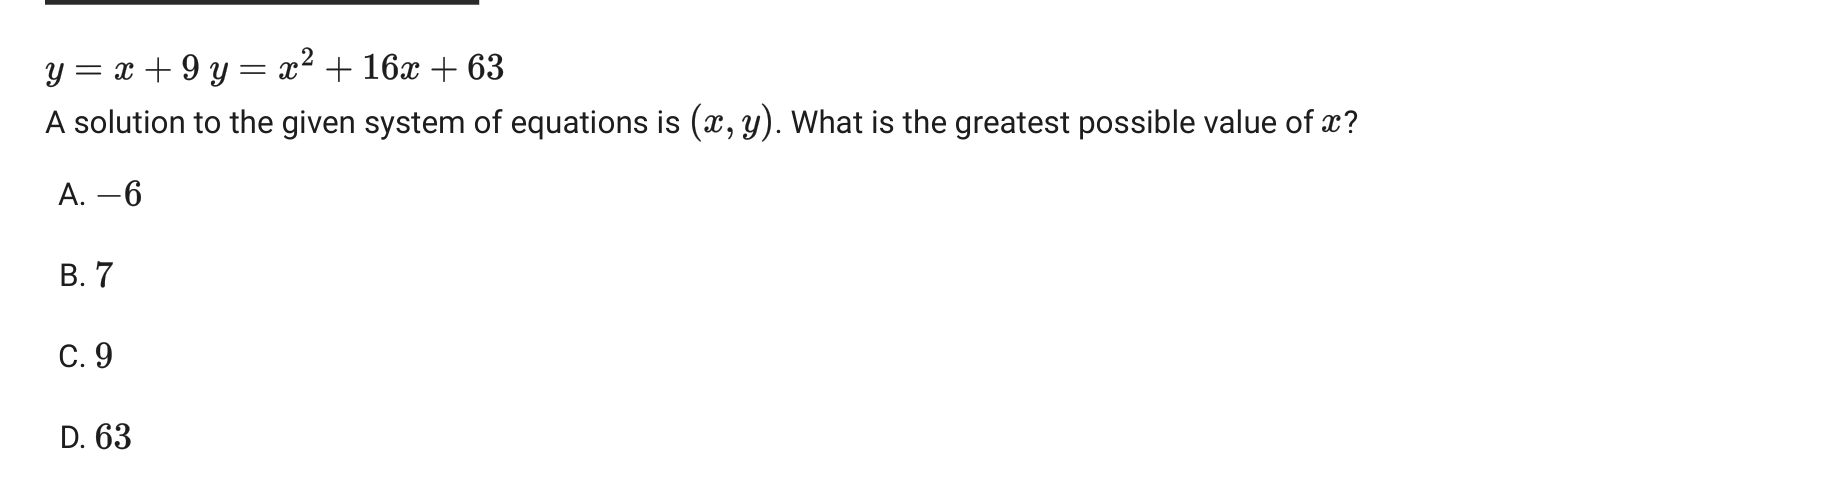 y = x + 9 y = x² + 16x + 63
A solution to the given system of equations is (x, y). What is the greatest possible value of x?
A. −6
B. 7
C. 9
D. 63